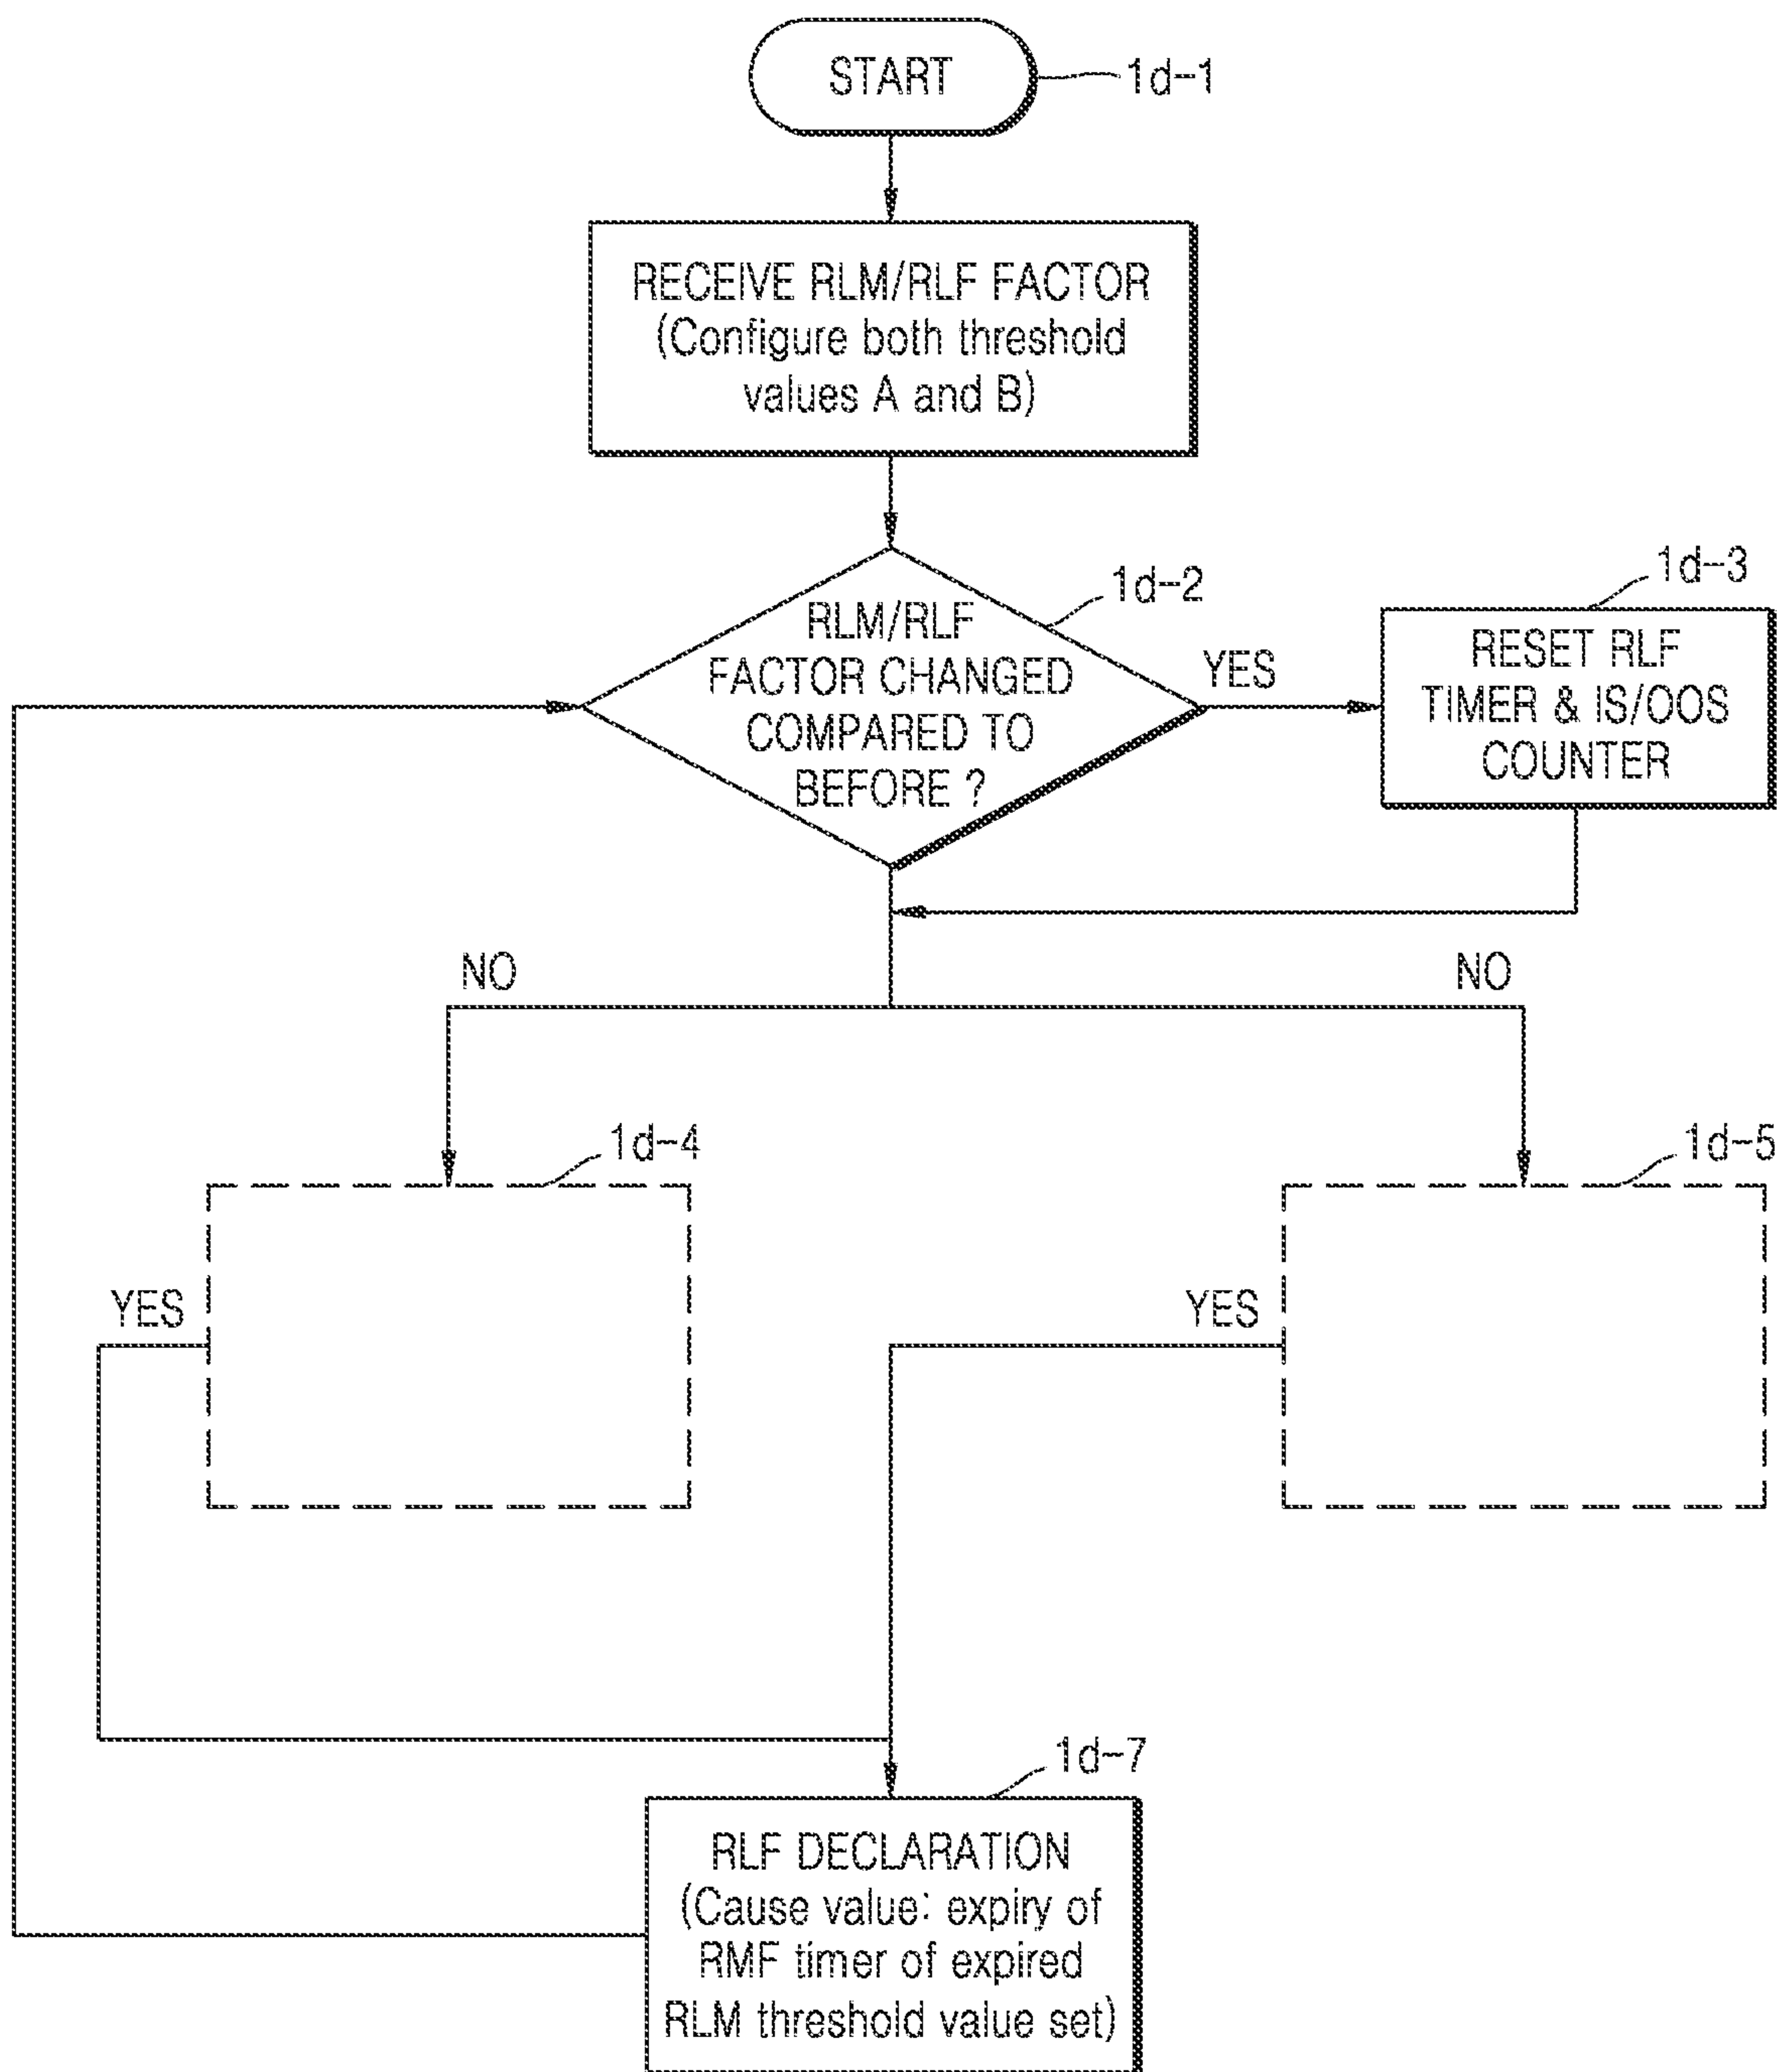 START
1d-1
RECEIVE RLM/RLF FACTOR
(Configure both threshold
values A and B)
1d-2
RLM/RLF
FACTOR CHANGED
COMPARED TO
BEFORE ?
YES
1d-3
RESET RLF
TIMER & IS/OOS
COUNTER
NO
NO
1d-4
1d-5
YES
YES
1d-7
RLF DECLARATION
(Cause value: expiry of
RMF timer of expired
RLM threshold value set)